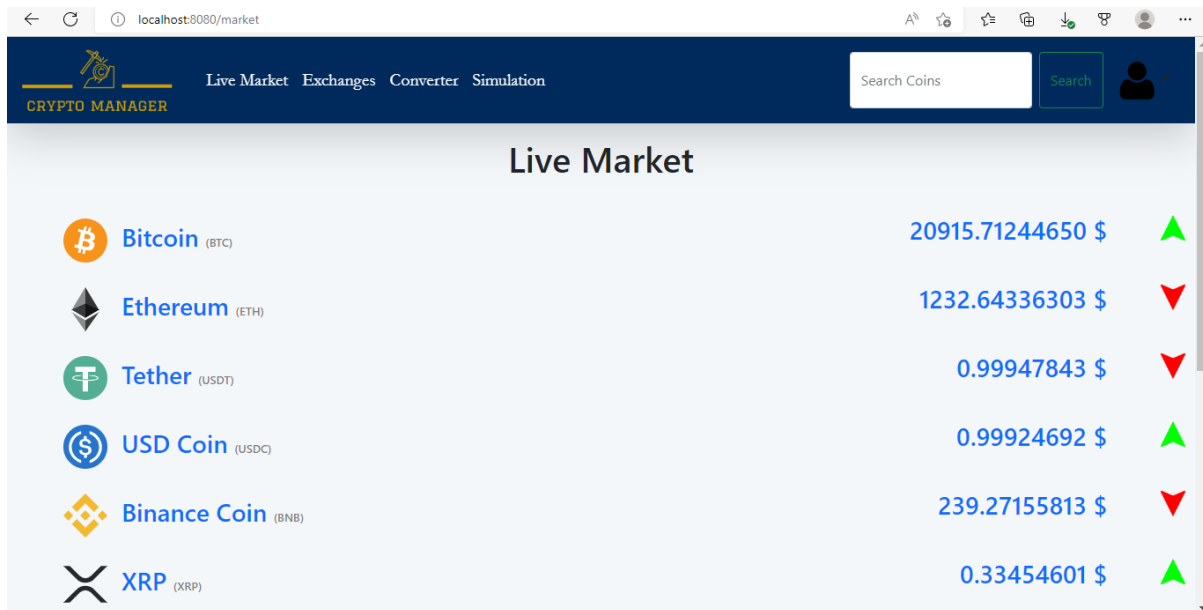 localhost:8080/market
CRYPTO MANAGER
Live Market Exchanges Converter Simulation
Search Coins
Search
Live Market
Bitcoin (BTC) 20915.71244650 $
Ethereum (ETH) 1232.64336303 $
Tether (USDT) 0.99947843 $
USD Coin (USDC) 0.99924692 $
Binance Coin (BNB) 239.27155813 $
XRP (XRP) 0.33454601 $